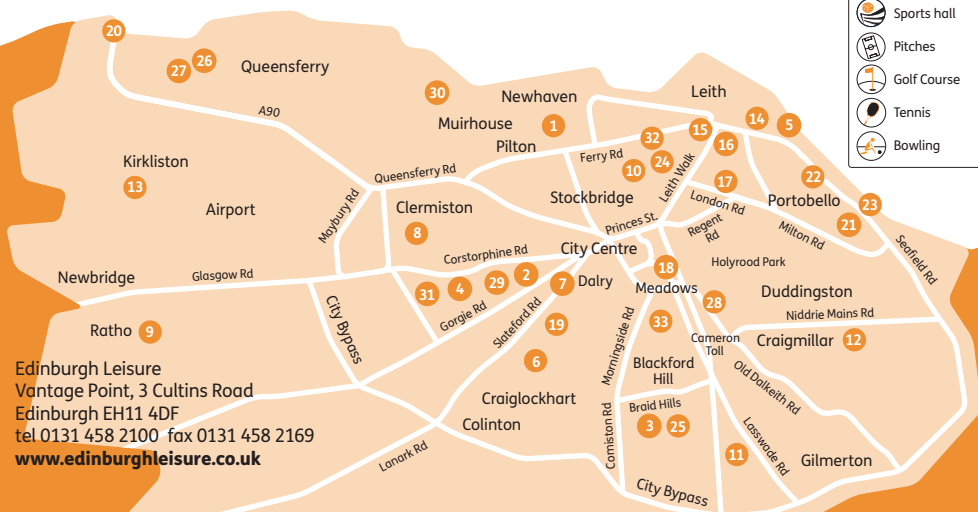 20
27
26
Queensferry
A90
30
Newhaven
Muirhouse
1
Pilton
Leith
14
5
15
16
32
Ferry Rd
10
24
Leith Walk
Kirkliston
13
Airport
Queensferry Rd
Maybury Rd
Clermiston
8
Stockbridge
Princes St.
17
London Rd
Regent
Rd
22
Portobello
23
21
Milton Rd
Seafield Rd
Corstorphine Rd
City Centre
Holyrood Park
Newbridge
Glasgow Rd
31
4
29
2
7
Dalry
18
Meadows
28
Duddingston
Gorgie Rd
Slateford Rd
City Bypass
Ratho
9
19
6
Morningside Rd
33
Niddrie Mains Rd
Cameron
Toll
Craigmillar
12
Blackford
Hill
Old Dalkeith Rd
Craiglockhart
Colinton
Braid Hills
3
25
Comiston Rd
Lanark Rd
11
Lasswade Rd
Gilmerton
City Bypass
Edinburgh Leisure
Vantage Point, 3 Cultins Road
Edinburgh EH11 4DF
tel 0131 458 2100 fax 0131 458 2169
www.edinburghleisure.co.uk
Sports hall
Pitches
Golf Course
Tennis
Bowling